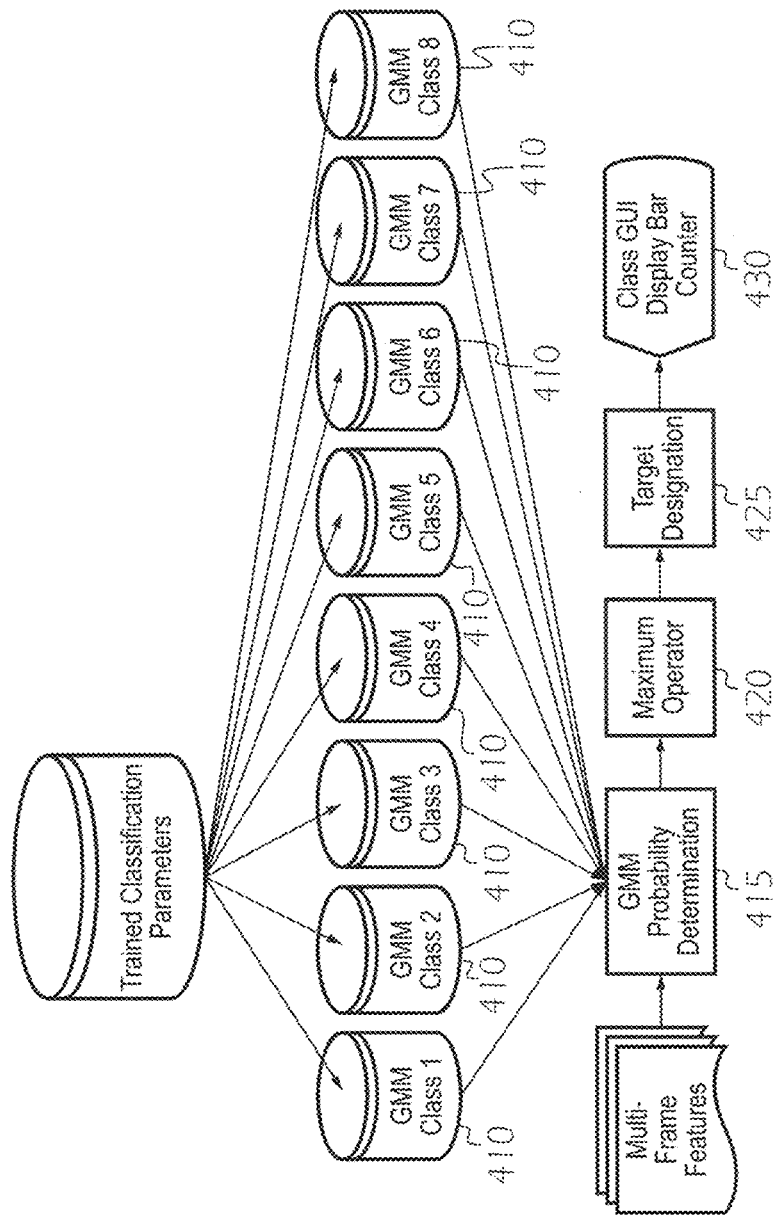 Trained Classification
Parameters
GMM
Class 1
410
GMM
Class 2
410
GMM
Class 3
410
GMM
Class 4
410
GMM
Class 5
410
GMM
Class 6
410
GMM
Class 7
410
GMM
Class 8
410
Multi-
Frame
Features
GMM
Probability
Determination
415
Maximum
Operator
420
Target
Designation
425
Class GUI
Display Bar
Counter
430